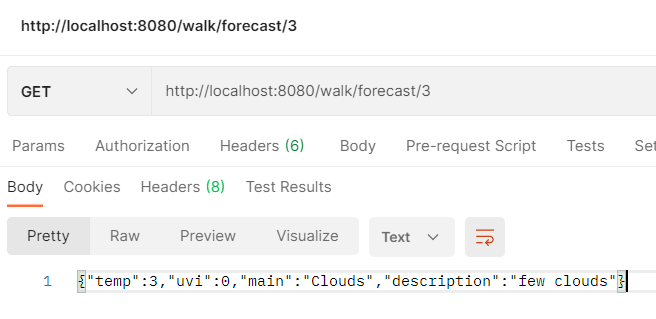 http://localhost:8080/walk/forecast/3
GET http://localhost:8080/walk/forecast/3
Params Authorization Headers (6) Body Pre-request Script Tests Set
Body Cookies Headers (8) Test Results
Pretty Raw Preview Visualize Text
1 {"temp":3,"uvi":0,"main":"Clouds","description":"few clouds"}